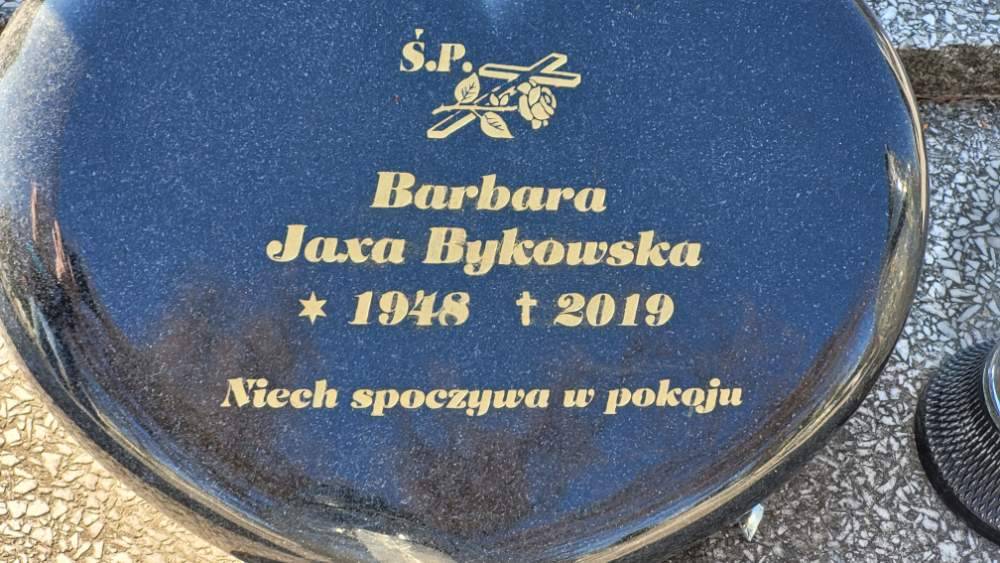 Ś.P.
Barbara
Jaxa Bykowska
✶ 1948 † 2019
Niech spoczywa w pokoju